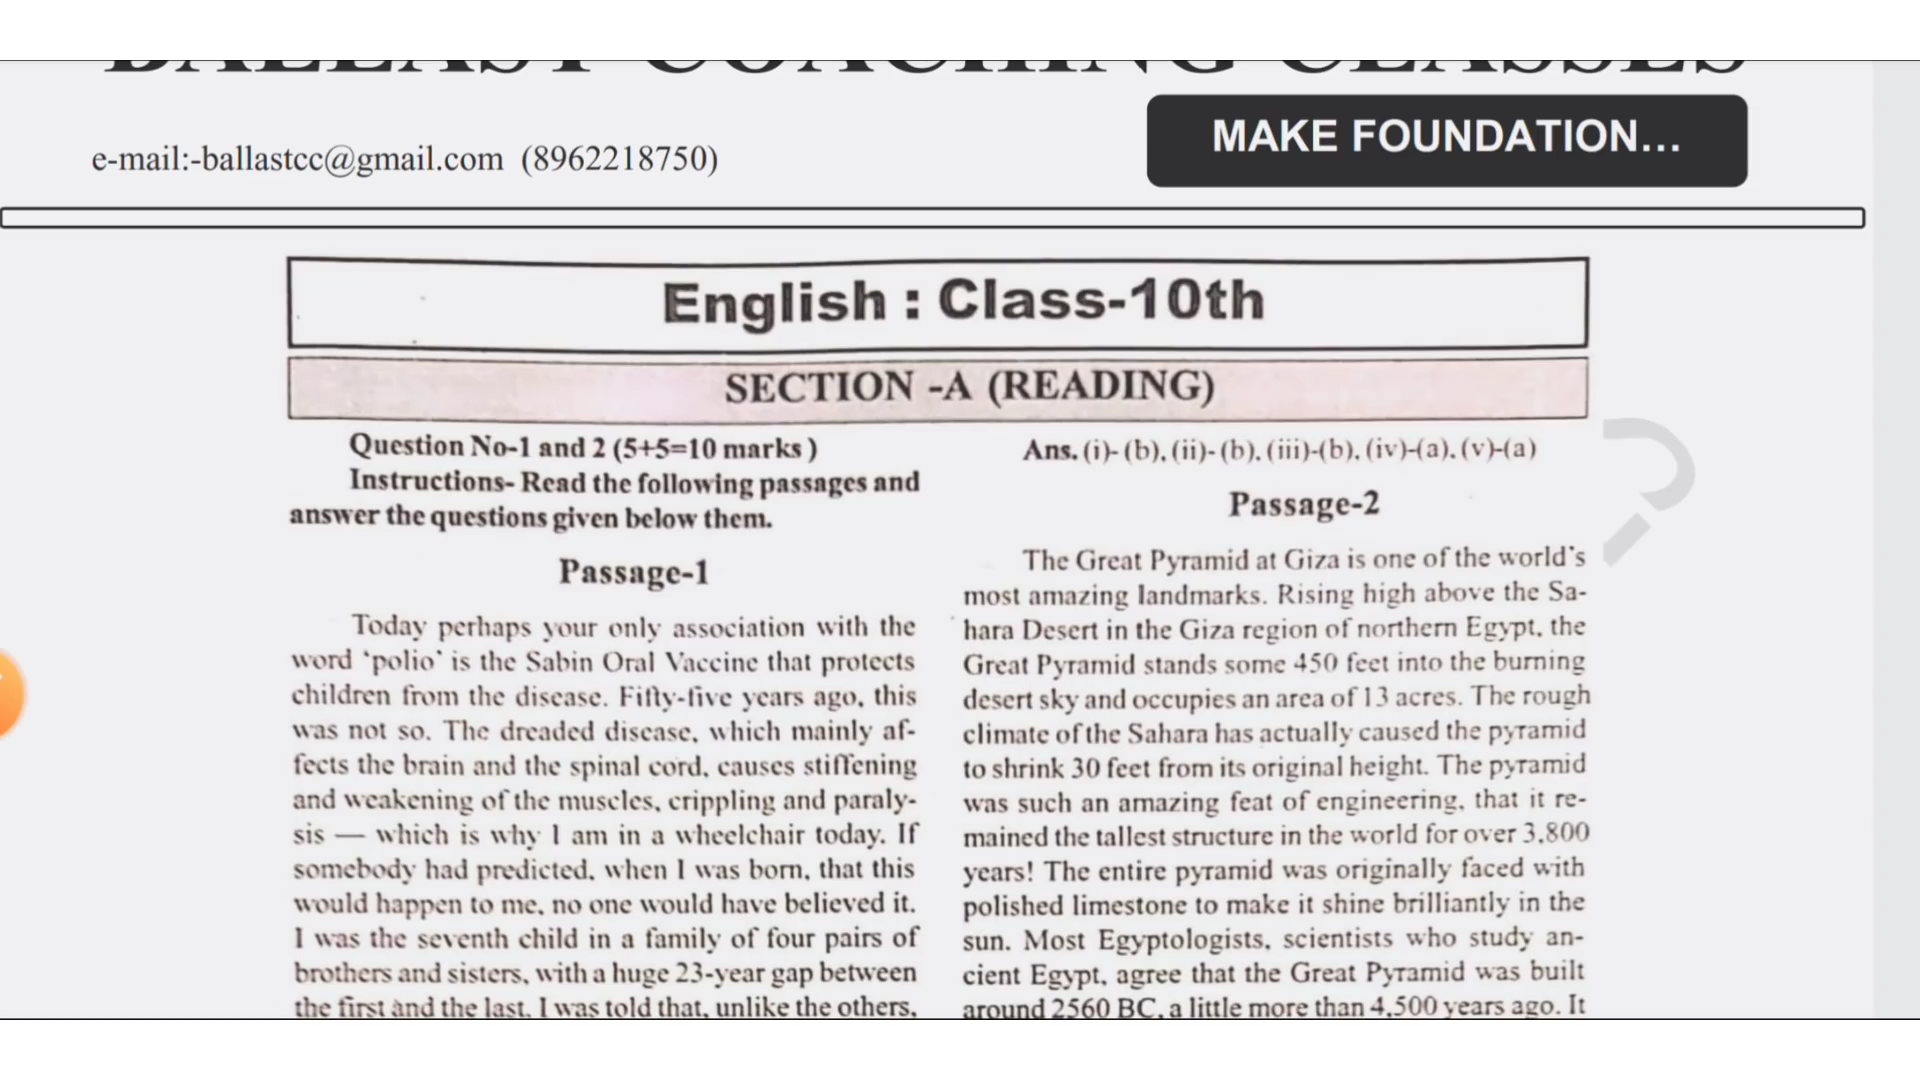 BALLAST COACHING CLASSES
e-mail:-ballastcc@gmail.com (8962218750)
MAKE FOUNDATION...
English : Class-10th
SECTION -A (READING)
Question No-1 and 2 (5+5=10 marks )
Instructions- Read the following passages and
answer the questions given below them.
Passage-1
Today perhaps your only association with the
word ‘polio’ is the Sabin Oral Vaccine that protects
children from the disease. Fifty-five years ago, this
was not so. The dreaded disease, which mainly af-
fects the brain and the spinal cord, causes stiffening
and weakening of the muscles, crippling and paraly-
sis — which is why I am in a wheelchair today. If
somebody had predicted, when I was born, that this
would happen to me, no one would have believed it.
I was the seventh child in a family of four pairs of
brothers and sisters, with a huge 23-year gap between
the first and the last. I was told that, unlike the others,
Ans. (i)- (b), (ii)- (b), (iii)-(b), (iv)-(a), (v)-(a)
Passage-2
The Great Pyramid at Giza is one of the world's
most amazing landmarks. Rising high above the Sa-
hara Desert in the Giza region of northern Egypt, the
Great Pyramid stands some 450 feet into the burning
desert sky and occupies an area of 13 acres. The rough
climate of the Sahara has actually caused the pyramid
to shrink 30 feet from its original height. The pyramid
was such an amazing feat of engineering, that it re-
mained the tallest structure in the world for over 3,800
years! The entire pyramid was originally faced with
polished limestone to make it shine brilliantly in the
sun. Most Egyptologists, scientists who study an-
cient Egypt, agree that the Great Pyramid was built
around 2560 BC, a little more than 4,500 years ago. It